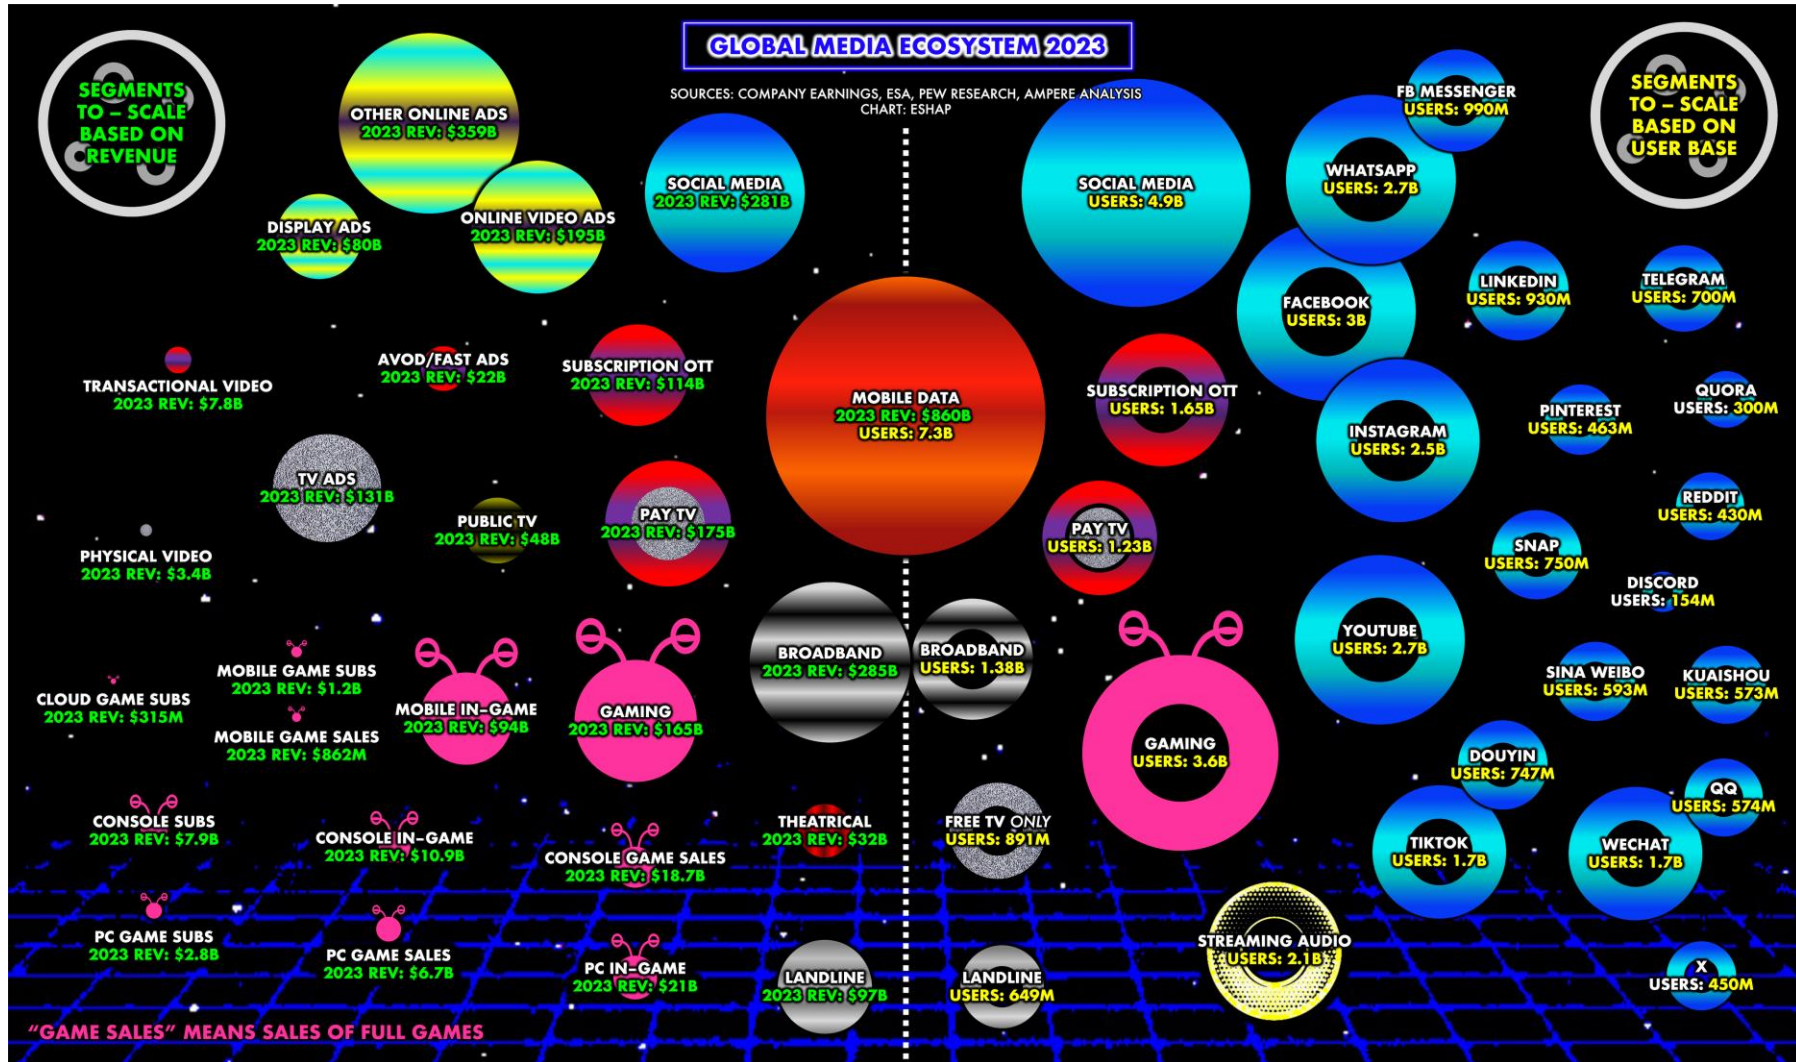 GLOBAL MEDIA ECOSYSTEM 2023
SOURCES: COMPANY EARNINGS, ESA, PEW RESEARCH, AMPERE ANALYSIS
CHART: ESHAP
SEGMENTS
TO – SCALE
BASED ON
REVENUE
OTHER ONLINE ADS
2023 REV: $359B
DISPLAY ADS
2023 REV: $80B
ONLINE VIDEO ADS
2023 REV: $195B
SOCIAL MEDIA
2023 REV: $281B
TRANSACTIONAL VIDEO
2023 REV: $7.8B
AVOD/FAST ADS
2023 REV: $22B
SUBSCRIPTION OTT
2023 REV: $114B
MOBILE DATA
2023 REV: $860B
USERS: 7.3B
TV ADS
2023 REV: $131B
PUBLIC TV
2023 REV: $48B
PAY TV
2023 REV: $175B
PHYSICAL VIDEO
2023 REV: $3.4B
MOBILE GAME SUBS
2023 REV: $1.2B
CLOUD GAME SUBS
2023 REV: $315M
MOBILE GAME SALES
2023 REV: $862M
MOBILE IN–GAME
2023 REV: $94B
GAMING
2023 REV: $165B
BROADBAND
2023 REV: $285B
CONSOLE SUBS
2023 REV: $7.9B
CONSOLE IN–GAME
2023 REV: $10.9B
CONSOLE GAME SALES
2023 REV: $18.7B
THEATRICAL
2023 REV: $32B
PC GAME SUBS
2023 REV: $2.8B
PC GAME SALES
2023 REV: $6.7B
PC IN–GAME
2023 REV: $21B
LANDLINE
2023 REV: $97B
"GAME SALES" MEANS SALES OF FULL GAMES
SEGMENTS
TO – SCALE
BASED ON
USER BASE
FB MESSENGER
USERS: 990M
SOCIAL MEDIA
USERS: 4.9B
WHATSAPP
USERS: 2.7B
FACEBOOK
USERS: 3B
LINKEDIN
USERS: 930M
TELEGRAM
USERS: 700M
SUBSCRIPTION OTT
USERS: 1.65B
INSTAGRAM
USERS: 2.5B
PINTEREST
USERS: 463M
QUORA
USERS: 300M
PAY TV
USERS: 1.23B
SNAP
USERS: 750M
REDDIT
USERS: 430M
DISCORD
USERS: 154M
BROADBAND
USERS: 1.38B
YOUTUBE
USERS: 2.7B
SINA WEIBO
USERS: 593M
KUAISHOU
USERS: 573M
GAMING
USERS: 3.6B
DOUYIN
USERS: 747M
QQ
USERS: 574M
FREE TV ONLY
USERS: 891M
TIKTOK
USERS: 1.7B
WECHAT
USERS: 1.7B
STREAMING AUDIO
USERS: 2.1B
LANDLINE
USERS: 649M
X
USERS: 450M